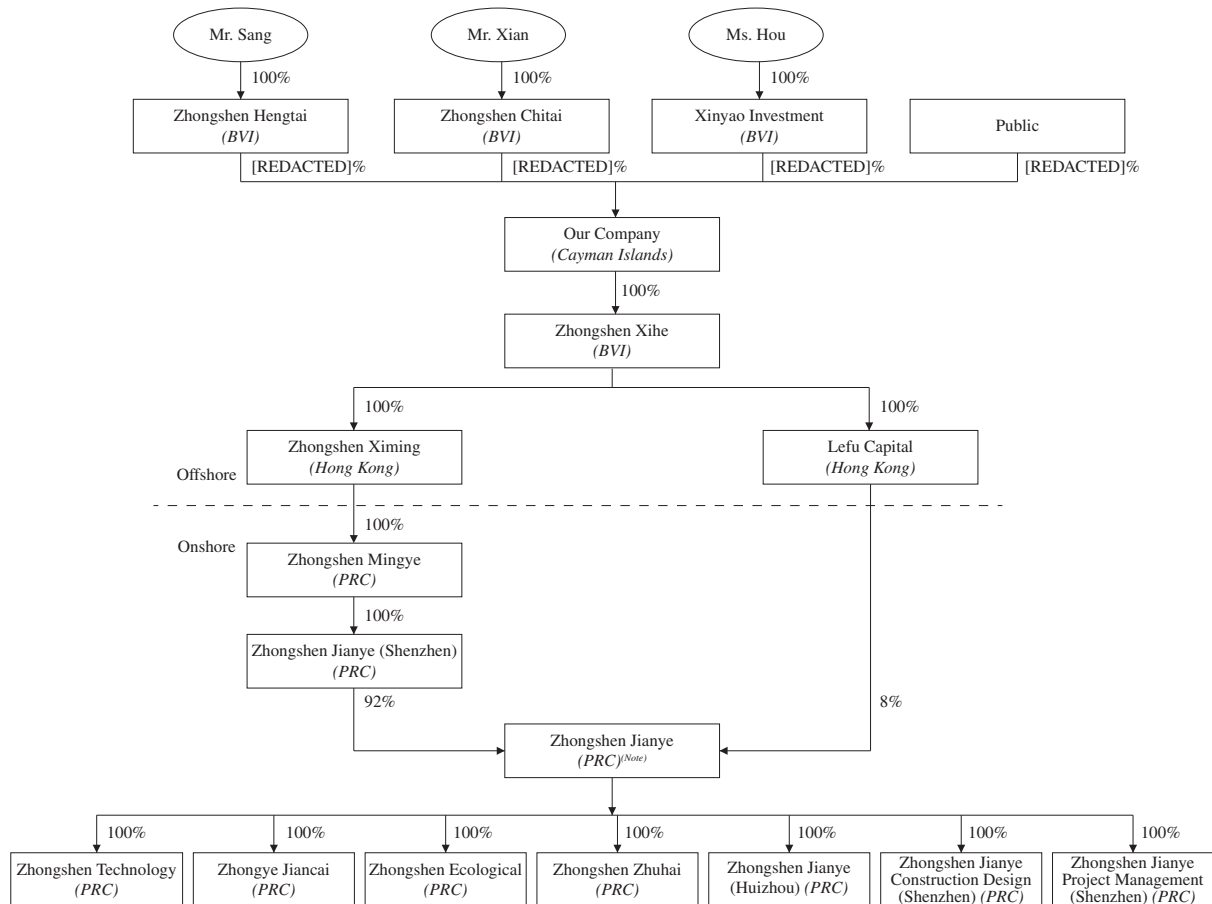 Mr. Sang
Mr. Xian
Ms. Hou
100%
100%
100%
Zhongshen Hengtai
(BVI)
Zhongshen Chitai
(BVI)
Xinyao Investment
(BVI)
Public
[REDACTED]%
[REDACTED]%
[REDACTED]%
[REDACTED]%
Our Company
(Cayman Islands)
100%
Zhongshen Xihe
(BVI)
100%
100%
Zhongshen Ximing
(Hong Kong)
Lefu Capital
(Hong Kong)
Offshore
100%
Onshore
Zhongshen Mingye
(PRC)
100%
Zhongshen Jianye (Shenzhen)
(PRC)
92%
8%
Zhongshen Jianye
(PRC)(Note)
100%
100%
100%
100%
100%
100%
100%
Zhongshen Technology
(PRC)
Zhongye Jiancai
(PRC)
Zhongshen Ecological
(PRC)
Zhongshen Zhuhai
(PRC)
Zhongshen Jianye
(Huizhou) (PRC)
Zhongshen Jianye
Construction Design
(Shenzhen) (PRC)
Zhongshen Jianye
Project Management
(Shenzhen) (PRC)